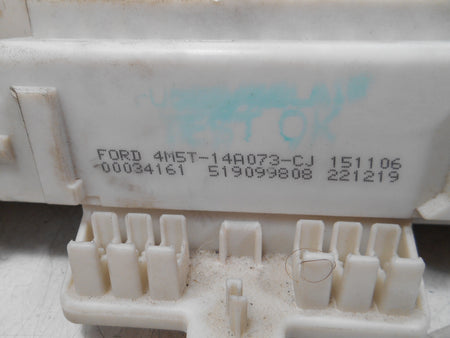 TEST OK
FORD 4M5T-14A073-CJ 151106
00034161 519099808 221219